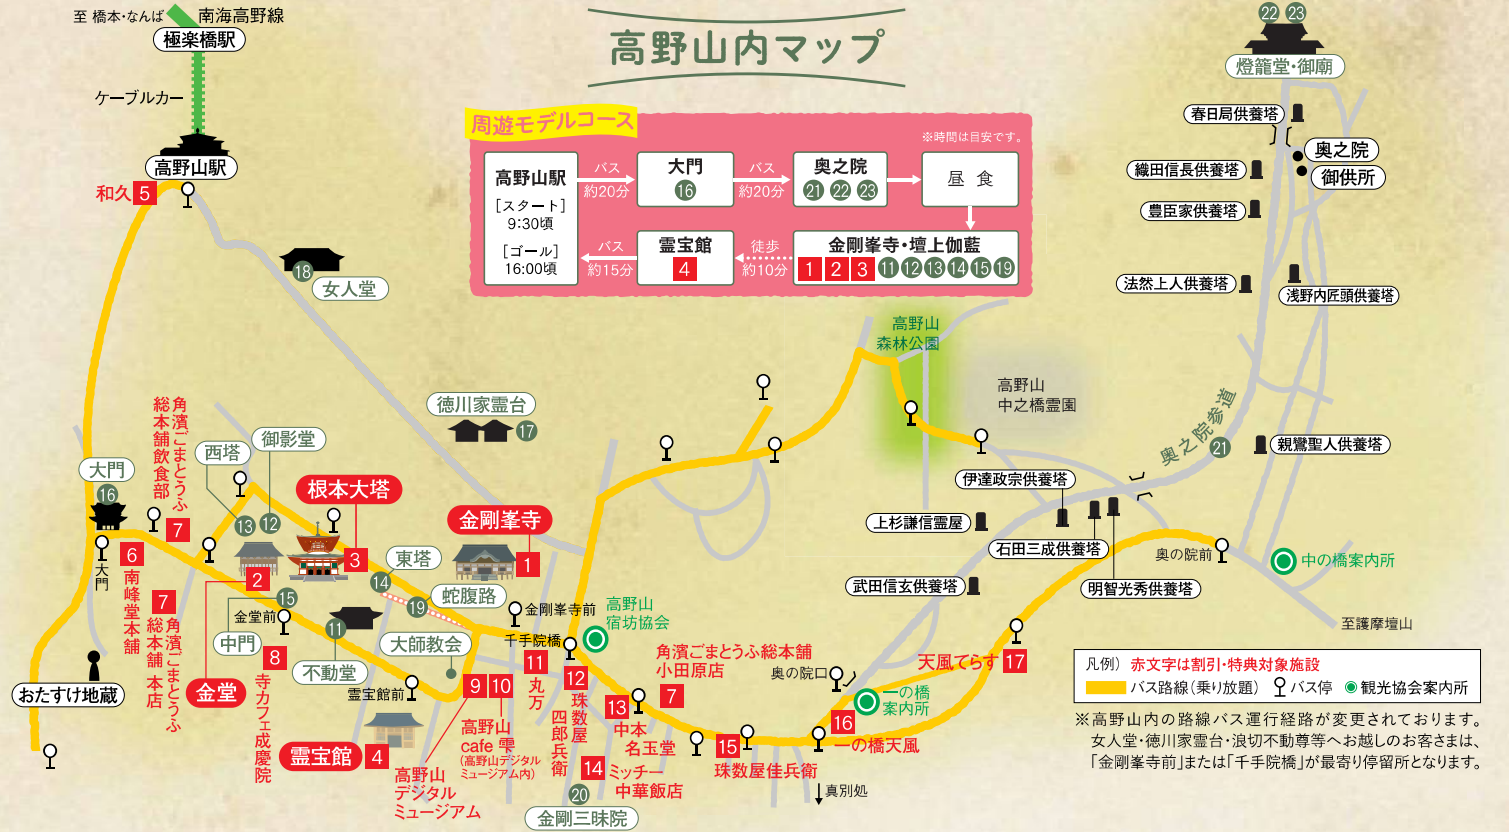 至 橋本・なんば
南海高野線
極楽橋駅
ケーブルカー
高野山駅
和久 5
高野山内マップ
周遊モデルコース
※時間は目安です。
高野山駅
[スタート]
9:30頃
[ゴール]
16:00頃
バス
約20分
大門
16
バス
約20分
奥之院
21 22 23
昼 食
金剛峯寺・壇上伽藍
1 2 3 11 12 13 14 15 19
徒歩
約10分
霊宝館
4
バス
約15分
22 23
燈籠堂・御廟
春日局供養塔
奥之院
御供所
織田信長供養塔
豊臣家供養塔
法然上人供養塔
浅野内匠頭供養塔
奥之院参道
21
親鸞聖人供養塔
伊達政宗供養塔
上杉謙信霊屋
石田三成供養塔
明智光秀供養塔
武田信玄供養塔
奥の院前
中の橋案内所
至護摩壇山
高野山
森林公園
高野山
中之橋霊園
18
女人堂
徳川家霊台
17
角濱ごまとうふ
総本舗飲食部
7
西塔
御影堂
13 12
大門
16
大門
6
南峰堂本舗
7
角濱ごまとうふ
総本舗 本店
根本大塔
3
金剛峯寺
1
2
金堂
東塔
14
蛇腹路
19
15
中門
金堂前
11
不動堂
8
寺カフェ成慶院
大師教会
霊宝館前
霊宝館 4
おたすけ地蔵
金剛峯寺前
千手院橋
高野山
宿坊協会
9 10
高野山
デジタル
ミュージアム
高野山
cafe 雫
(高野山デジタル
ミュージアム内)
11
丸万
12
珠数屋
四郎兵衛
角濱ごまとうふ総本舗
小田原店
7
13
中本
名玉堂
14 ミッチー
中華飯店
20
金剛三昧院
15
珠数屋佳兵衛
奥の院口
一の橋
案内所
16
一の橋天風
天風てらす 17
真別処
凡例） 赤文字は割引・特典対象施設
バス路線（乗り放題） バス停 観光協会案内所
※高野山内の路線バス運行経路が変更されております。
女人堂・徳川家霊台・浪切不動尊等へお越しのお客さまは、
「金剛峯寺前」または「千手院橋」が最寄り停留所となります。